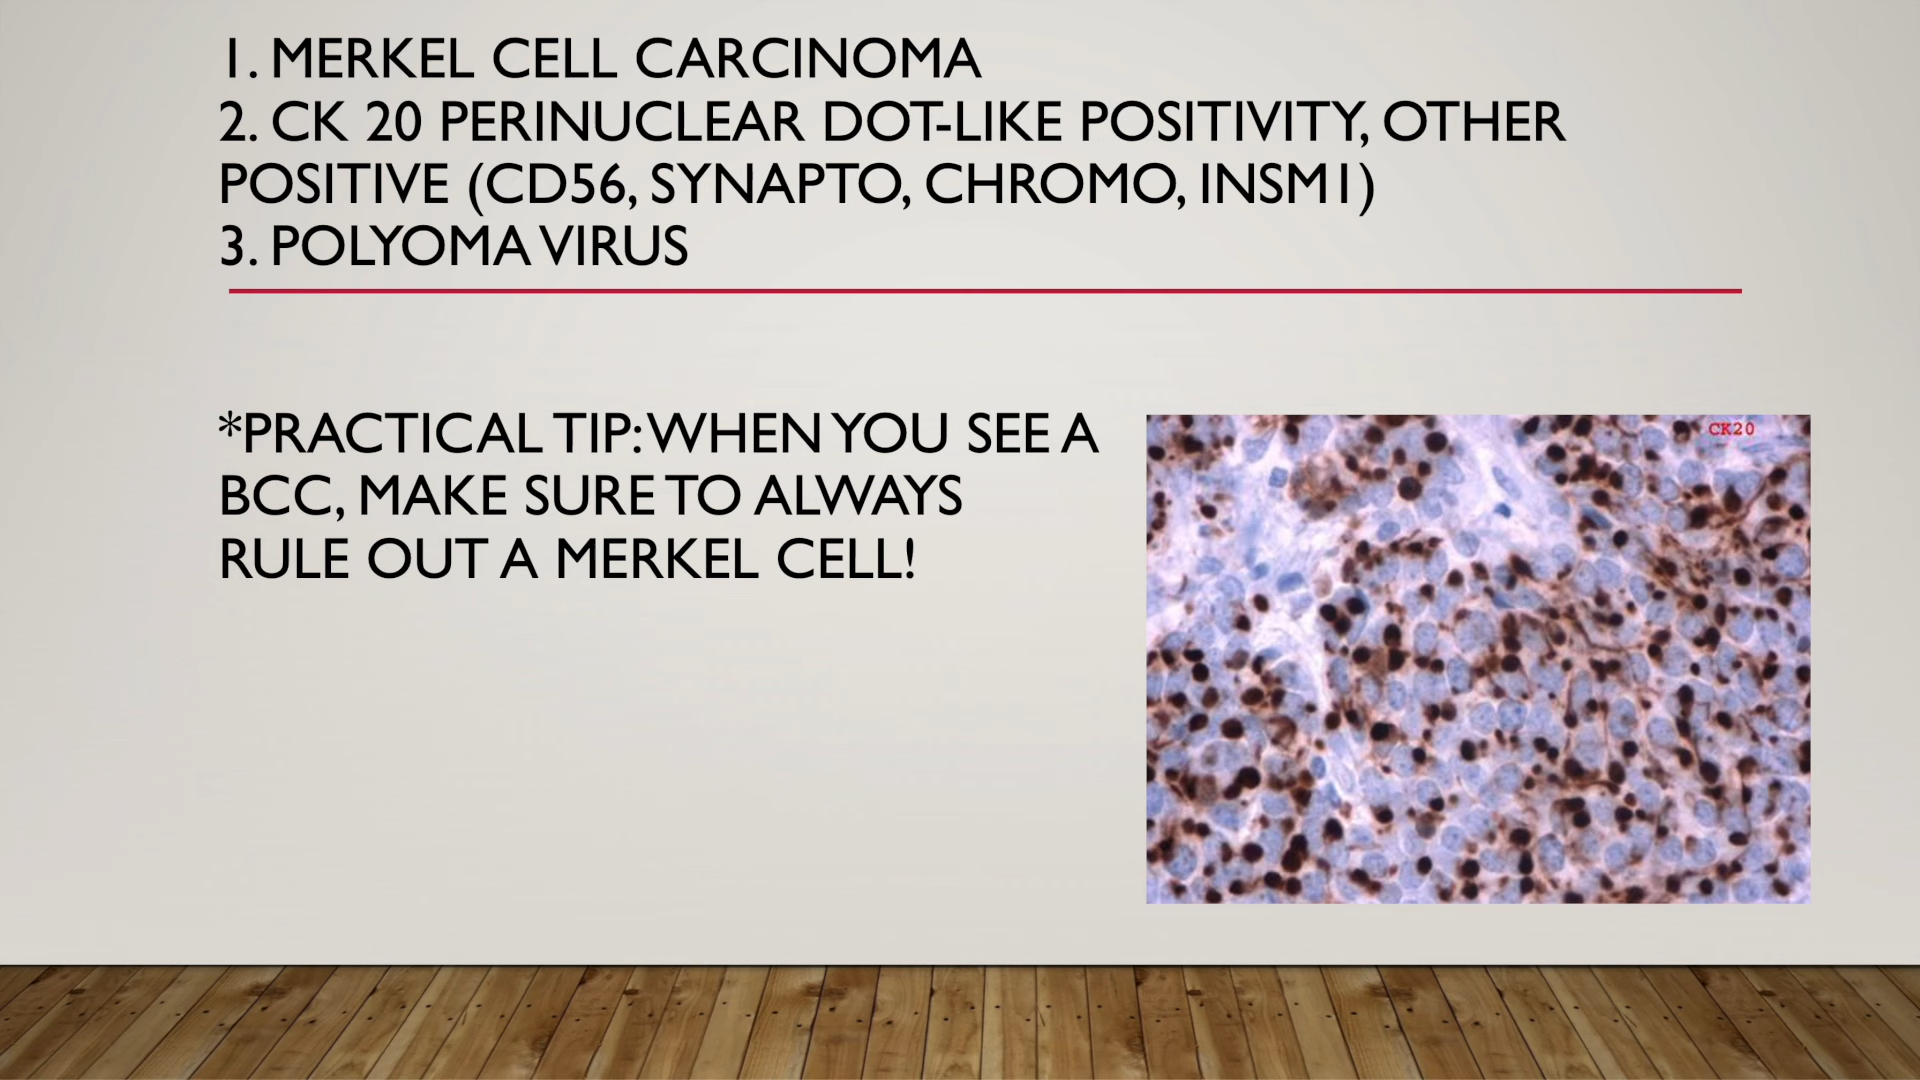 1. MERKEL CELL CARCINOMA
2. CK 20 PERINUCLEAR DOT-LIKE POSITIVITY, OTHER
POSITIVE (CD56, SYNAPTO, CHROMO, INSM1)
3. POLYOMA VIRUS
*PRACTICAL TIP: WHEN YOU SEE A
BCC, MAKE SURE TO ALWAYS
RULE OUT A MERKEL CELL!
CK20